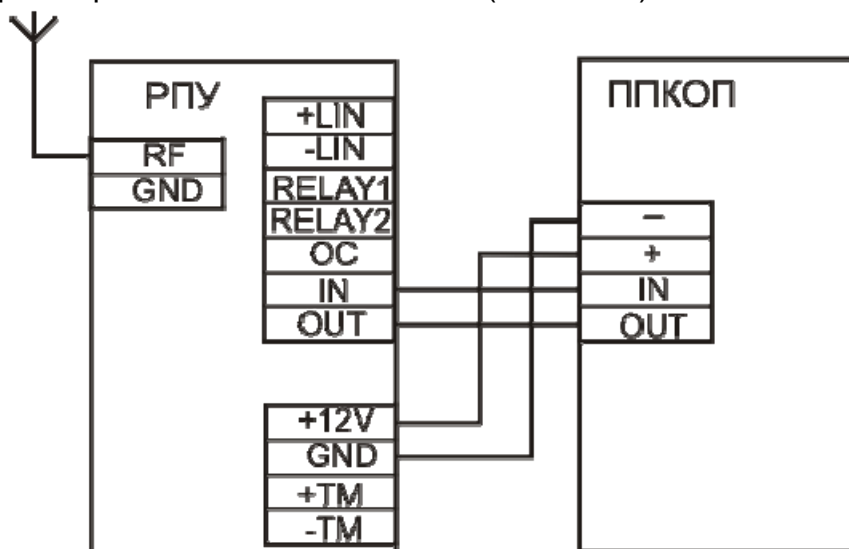 РПУ
RF
GND
+LIN
-LIN
RELAY1
RELAY2
OC
IN
OUT
+12V
GND
+TM
-TM
ППКОП
–
+
IN
OUT